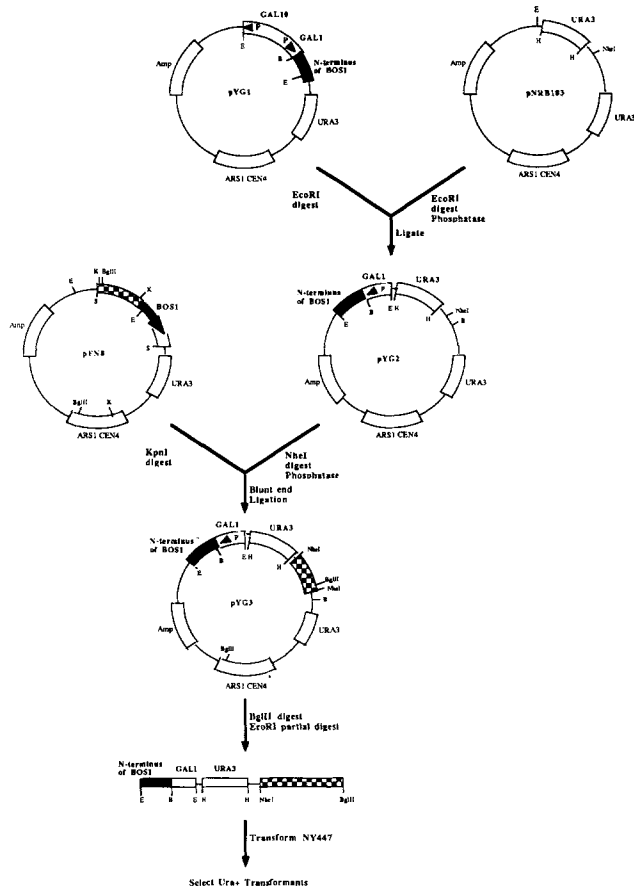 GAL10
P
GAL1
P
E
B
N-terminus
of BOS1
E
Amp
pYG1
URA3
ARS1 CEN4
E
URA3
H
H
NheI
Amp
pNRB183
URA3
ARS1 CEN4
EcoRI
digest
EcoRI
digest
Phosphatase
Ligate
K BglII
E
K
S
BOS1
E
S
Amp
pFN8
URA3
BglII
K
ARS1 CEN4
N-terminus
of BOS1
GAL1
P
URA3
E
B
E H
H
NheI
B
Amp
pYG2
URA3
ARS1 CEN4
KpnI
digest
NheI
digest
Phosphatase
Blunt end
Ligation
N-terminus
of BOS1
GAL1
P
URA3
NheI
E
B
E H
H
BglII
NheI
B
Amp
pYG3
URA3
BglII
ARS1 CEN4
BglII digest
EcoRI partial digest
N-terminus
of BOS1
GAL1
URA3
E
B
E H
H
NheI
BglII
Transform NY447
Select Ura+ Transformants